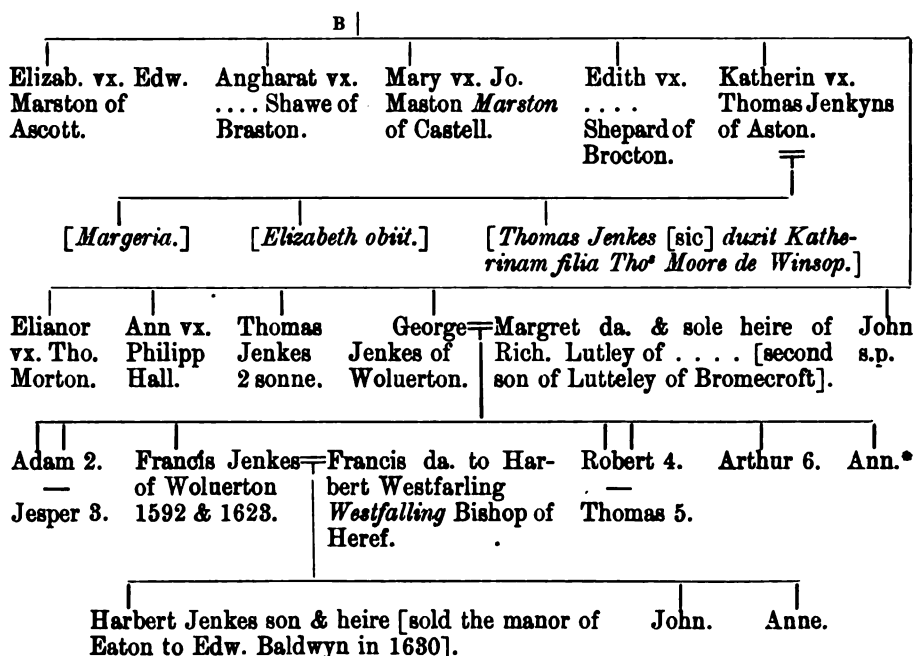 B
Elizab. vx. Edw.
Marston of
Ascott.
Angharat vx.
.... Shawe of
Braston.
Mary vx. Jo.
Maston Marston
of Castell.
Edith vx.
....
Shepard of
Brocton.
Katherin vx.
Thomas Jenkyns
of Aston.
[Margeria.]
[Elizabeth obiit.]
[Thomas Jenkes [sic] duxit Kathe-
rinam filia Thoˢ Moore de Winsop.]
Elianor
vx. Tho.
Morton.
Ann vx.
Philipp
Hall.
Thomas
Jenkes
2 sonne.
George
Jenkes of
Woluerton.
Margret da. & sole heire of
Rich. Lutley of .... [second
son of Lutteley of Bromecroft].
John
s.p.
Adam 2.
—
Jesper 3.
Francis Jenkes
of Woluerton
1592 & 1623.
Francis da. to Har-
bert Westfarling
Westfalling Bishop of
Heref.
Robert 4.
—
Thomas 5.
Arthur 6.
Ann.*
Harbert Jenkes son & heire [sold the manor of
Eaton to Edw. Baldwyn in 1630].
John.
Anne.